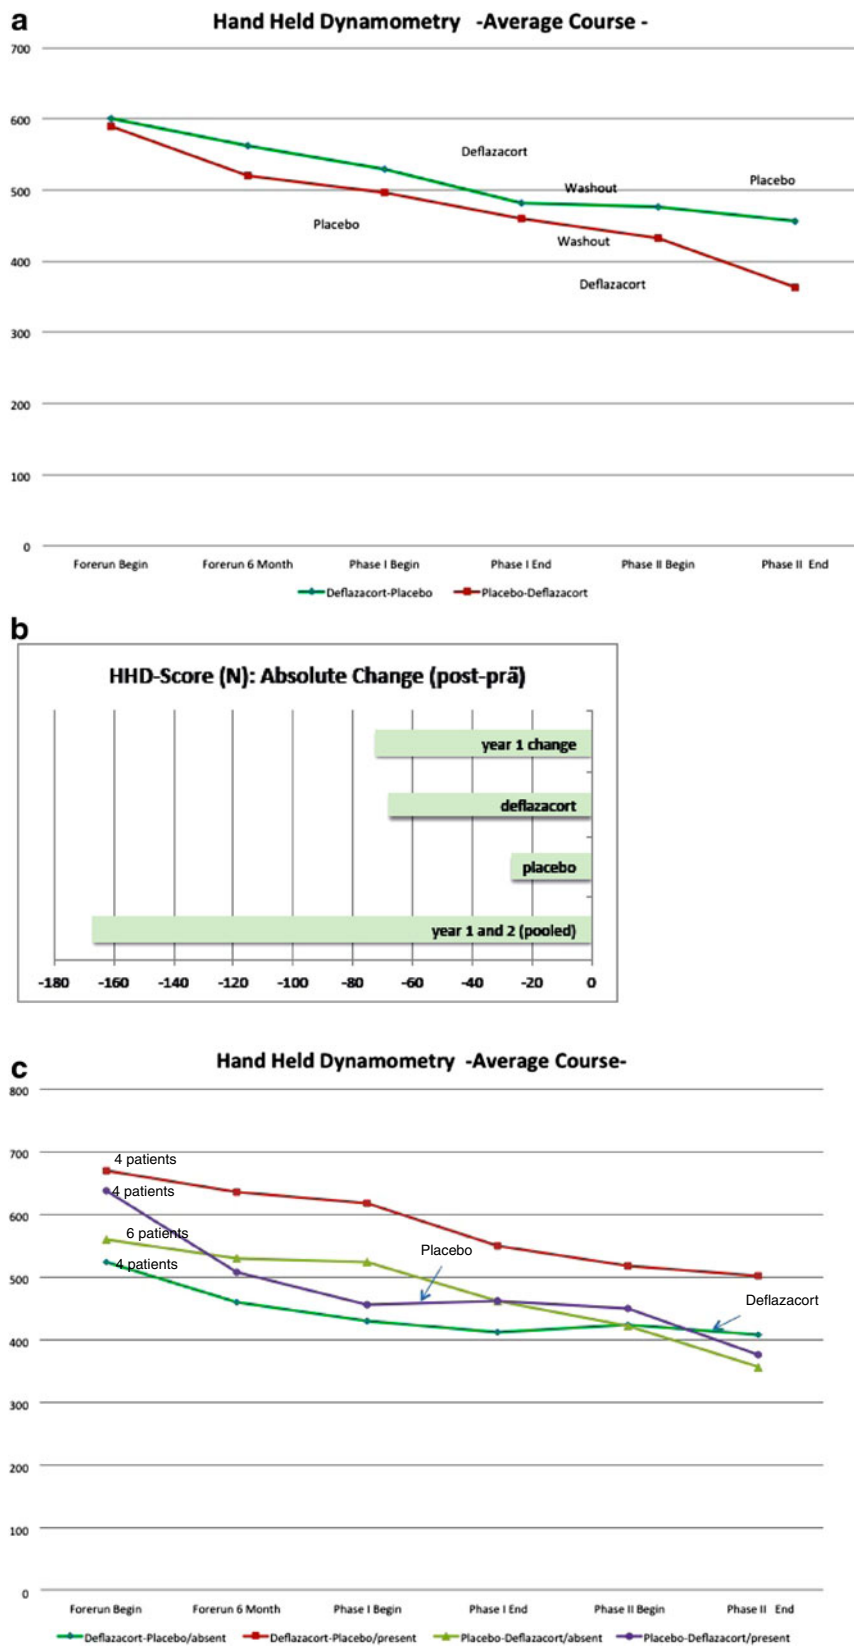 a
Hand Held Dynamometry -Average Course -
700
600
500
400
300
200
100
0
Deflazacort
Washout
Placebo
Placebo
Washout
Deflazacort
Forerun Begin Forerun 6 Month Phase I Begin Phase I End Phase II Begin Phase II End
Deflazacort-Placebo Placebo-Deflazacort
b
HHD-Score (N): Absolute Change (post-prä)
year 1 change
deflazacort
placebo
year 1 and 2 (pooled)
-180 -160 -140 -120 -100 -80 -60 -40 -20 0
c
Hand Held Dynamometry -Average Course-
800
700
600
500
400
300
200
100
0
4 patients
4 patients
6 patients
4 patients
Placebo
Deflazacort
Forerun Begin Forerun 6 Month Phase I Begin Phase I End Phase II Begin Phase II End
Deflazacort-Placebo/absent Deflazacort-Placebo/present Placebo-Deflazacort/absent Placebo-Deflazacort/present